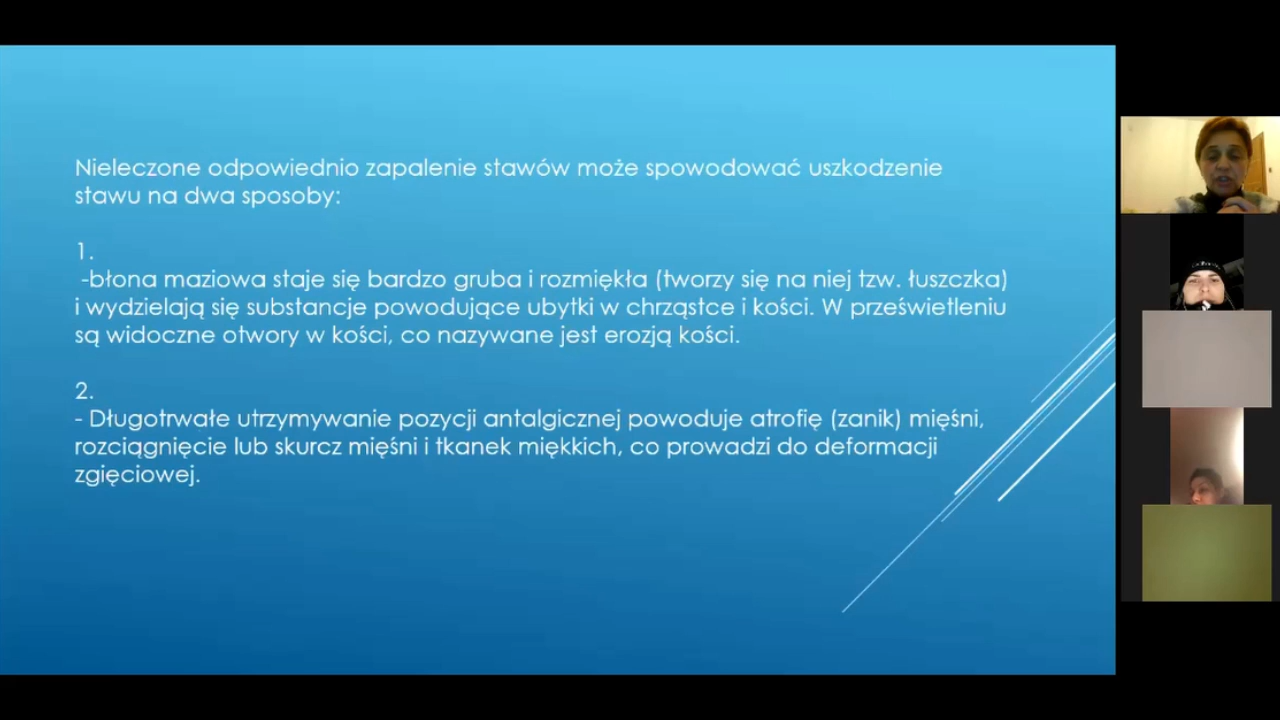 Nieleczone odpowiednio zapalenie stawów może spowodować uszkodzenie
stawu na dwa sposoby:
1.
-błona maziowa staje się bardzo gruba i rozmiękła (tworzy się na niej tzw. łuszczka)
i wydzielają się substancje powodujące ubytki w chrząstce i kości. W prześwietleniu
są widoczne otwory w kości, co nazywane jest erozją kości.
2.
- Długotrwałe utrzymywanie pozycji antalgicznej powoduje atrofię (zanik) mięśni,
rozciągnięcie lub skurcz mięśni i tkanek miękkich, co prowadzi do deformacji
zgięciowej.